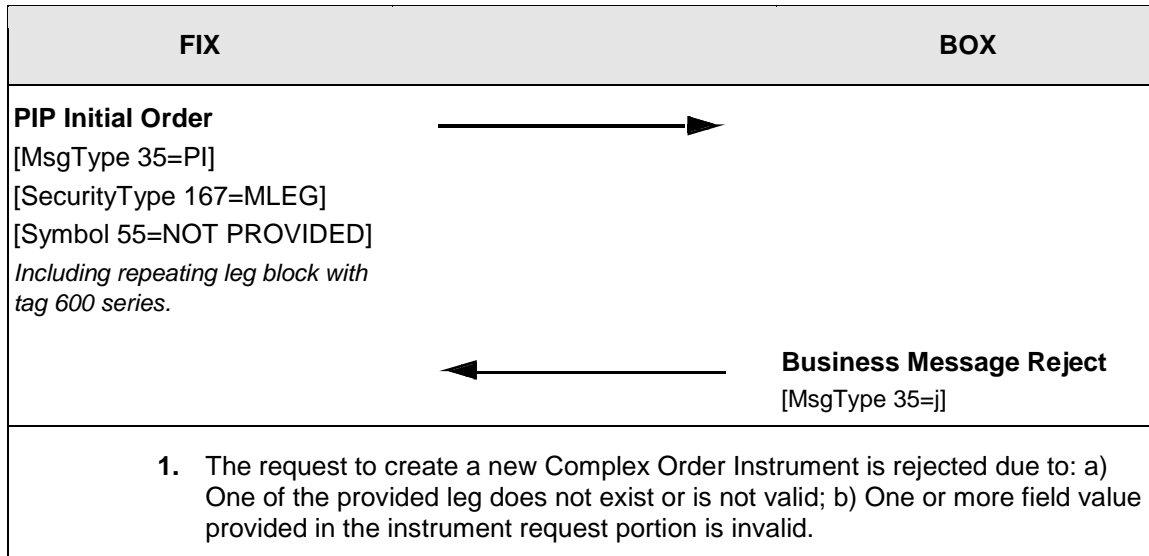 FIX
BOX
PIP Initial Order
[MsgType 35=PI]
[SecurityType 167=MLEG]
[Symbol 55=NOT PROVIDED]
Including repeating leg block with
tag 600 series.
Business Message Reject
[MsgType 35=j]
1. The request to create a new Complex Order Instrument is rejected due to: a)
One of the provided leg does not exist or is not valid; b) One or more field value
provided in the instrument request portion is invalid.